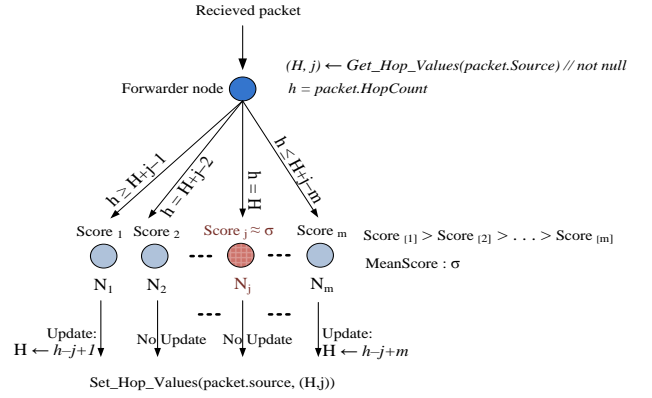 Recieved packet
(H, j) ← Get_Hop_Values(packet.Source) // not null
Forwarder node
h = packet.HopCount
h ≥ H+j–1
h = H+j–2
h = H
h ≤ H+j–m
Score 1
Score 2
Score j ≈ σ
Score m
Score [1] > Score [2] > . . . > Score [m]
MeanScore : σ
N1
N2
Nj
Nm
Update:
H ← h–j+1
No Update
No Update
Update:
H ← h–j+m
Set_Hop_Values(packet.source, (H,j))